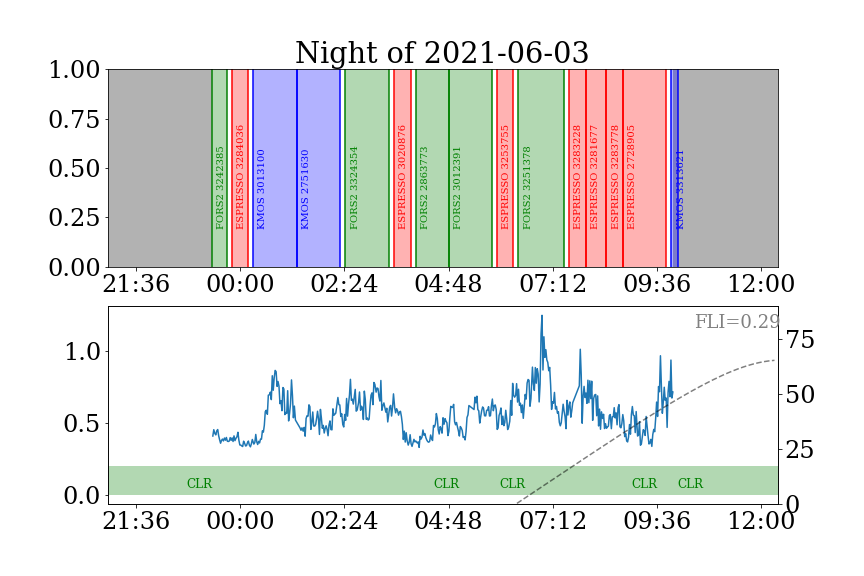 Night of 2021-06-03
1.00
0.75
0.50
0.25
0.00
FORS2 3242385
ESPRESSO 3284036
KMOS 3013100
KMOS 2751630
FORS2 3324354
ESPRESSO 3020876
FORS2 2863773
FORS2 3012391
ESPRESSO 3253755
FORS2 3251378
ESPRESSO 3283228
ESPRESSO 3281677
ESPRESSO 3283778
ESPRESSO 2728905
KMOS 3313621
21:36 00:00 02:24 04:48 07:12 09:36 12:00
FLI=0.29
1.0
0.5
0.0
75
50
25
0
CLR CLR CLR CLR CLR
21:36 00:00 02:24 04:48 07:12 09:36 12:00